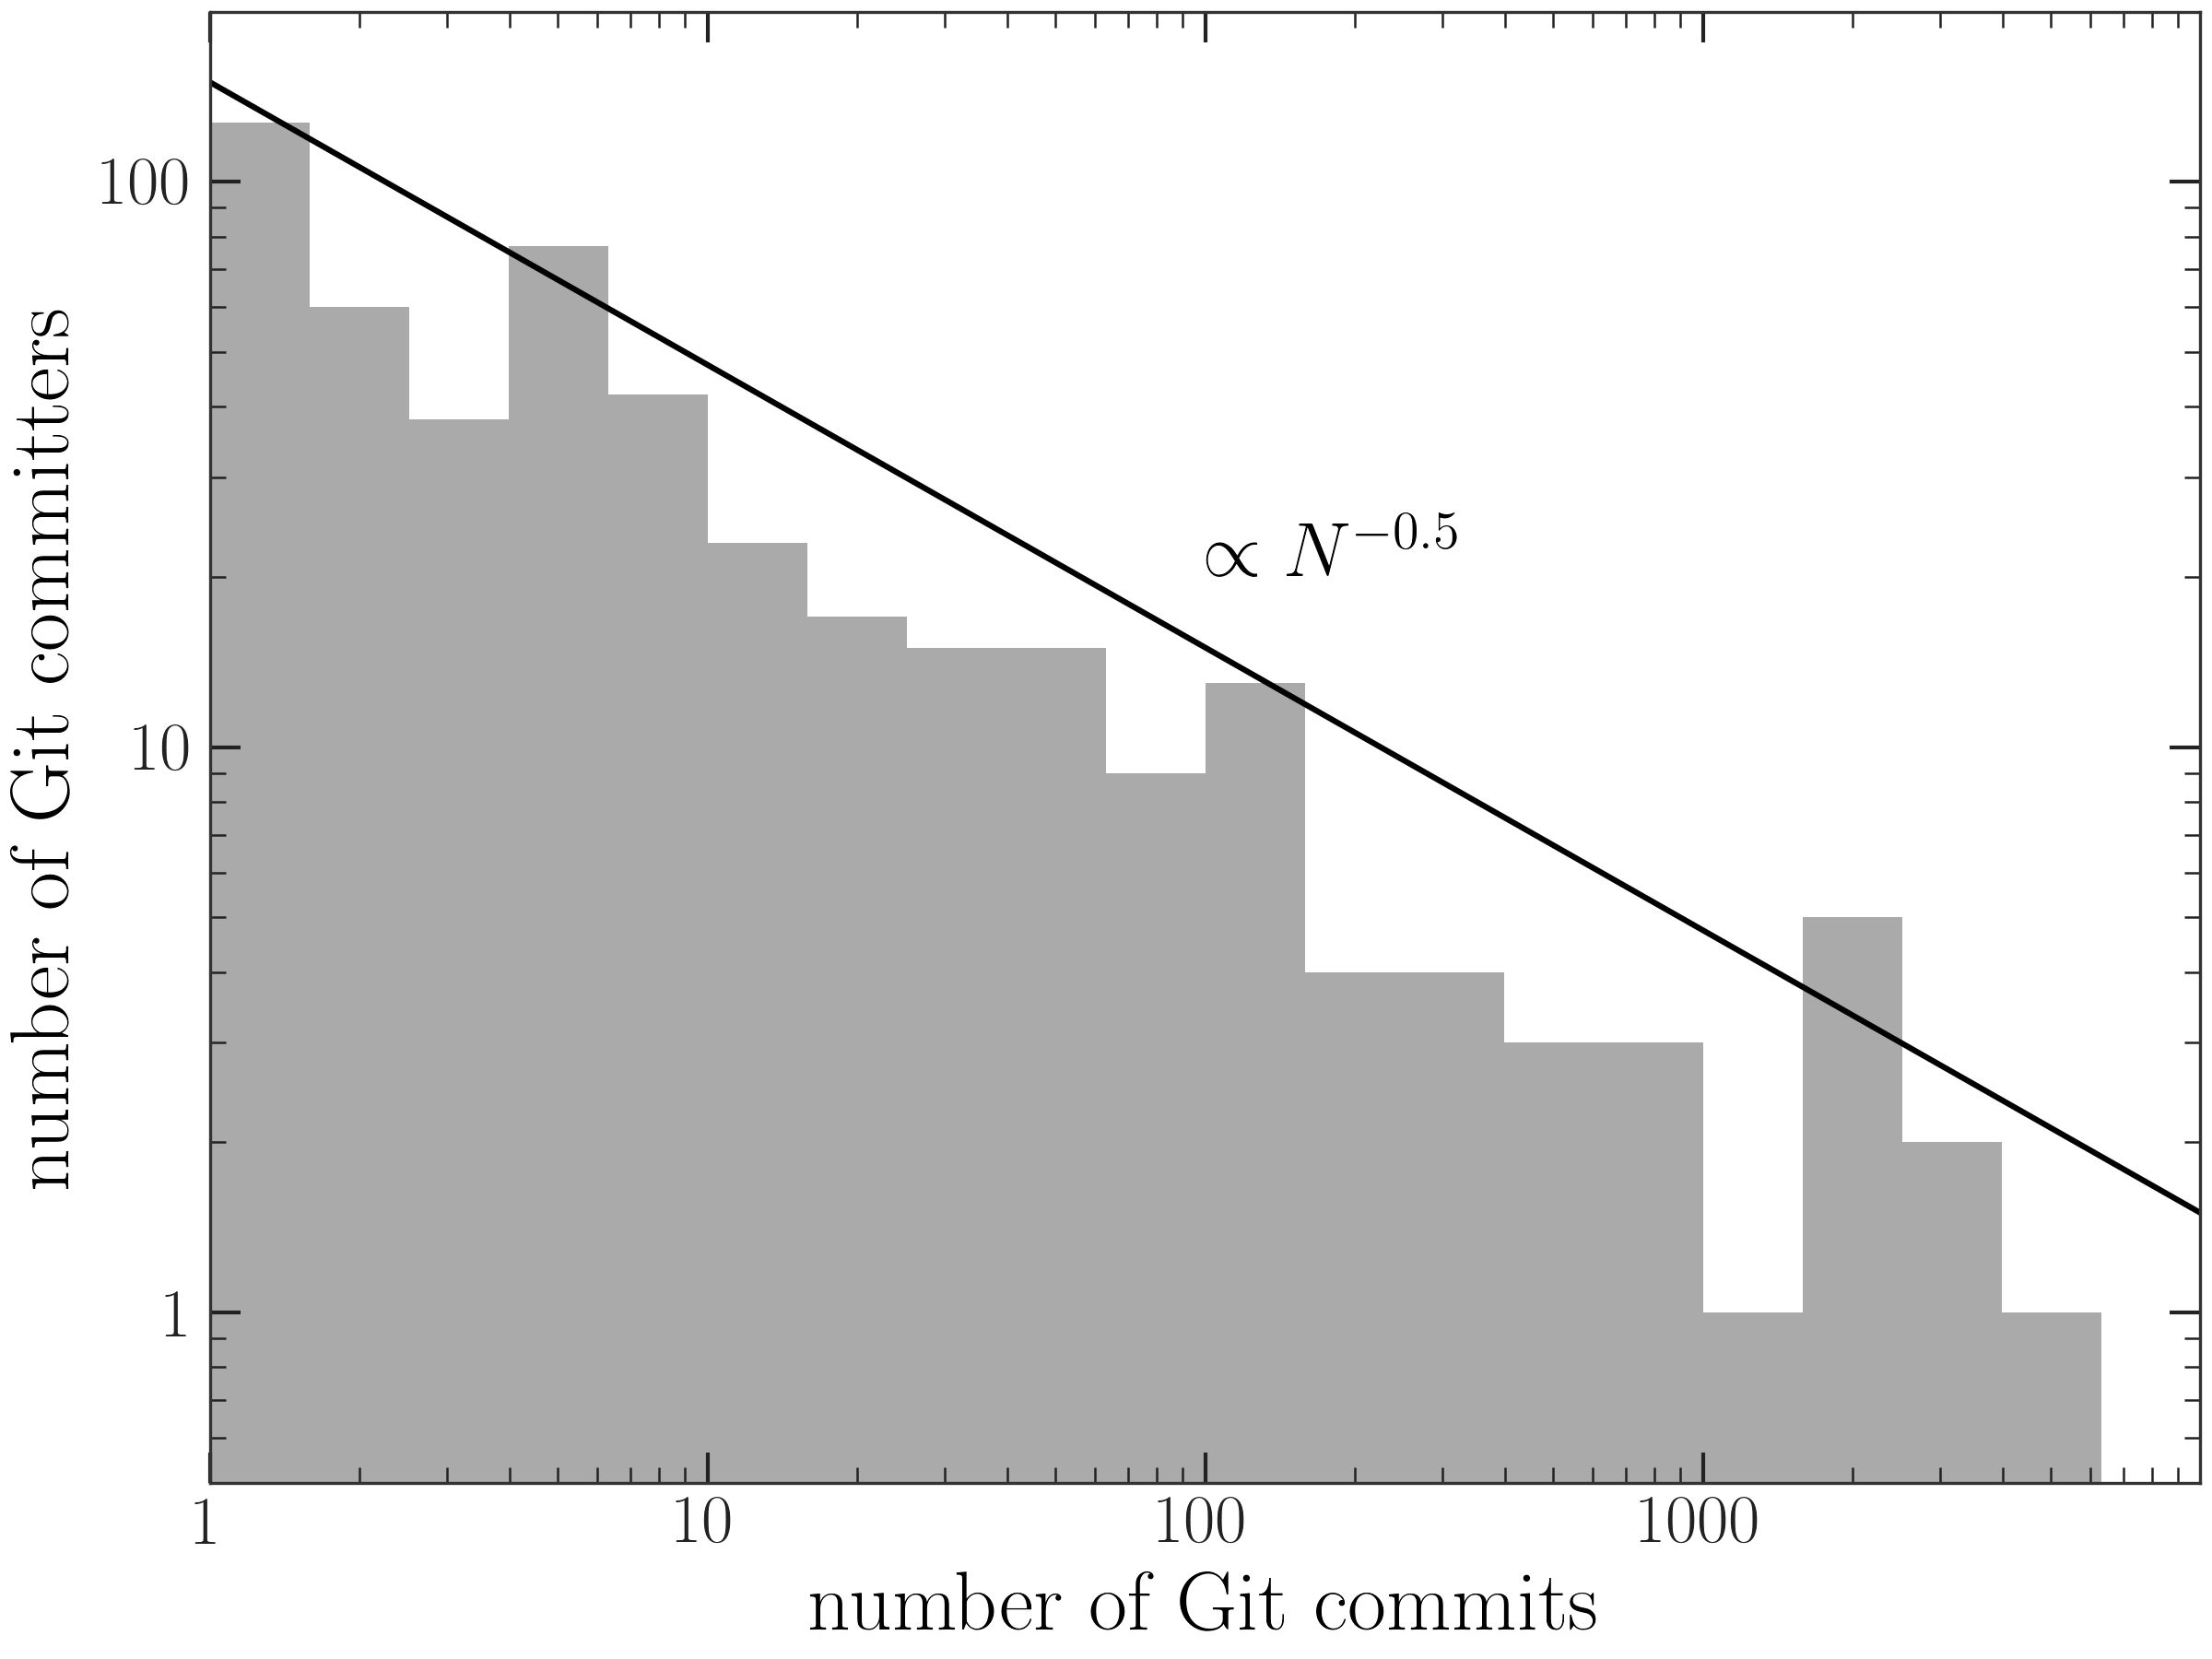 number of Git committers
100
10
1
∝ N^{−0.5}
1 10 100 1000
number of Git commits